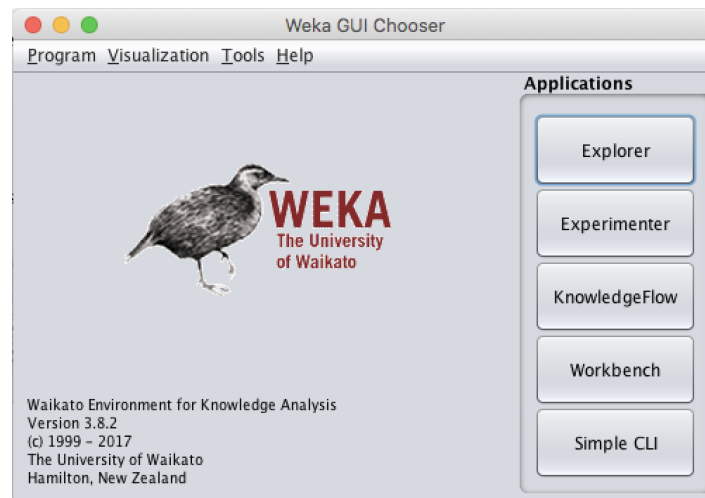 Weka GUI Chooser
Program Visualization Tools Help
Applications
Explorer
Experimenter
KnowledgeFlow
Workbench
Simple CLI
WEKA
The University
of Waikato
Waikato Environment for Knowledge Analysis
Version 3.8.2
(c) 1999 – 2017
The University of Waikato
Hamilton, New Zealand